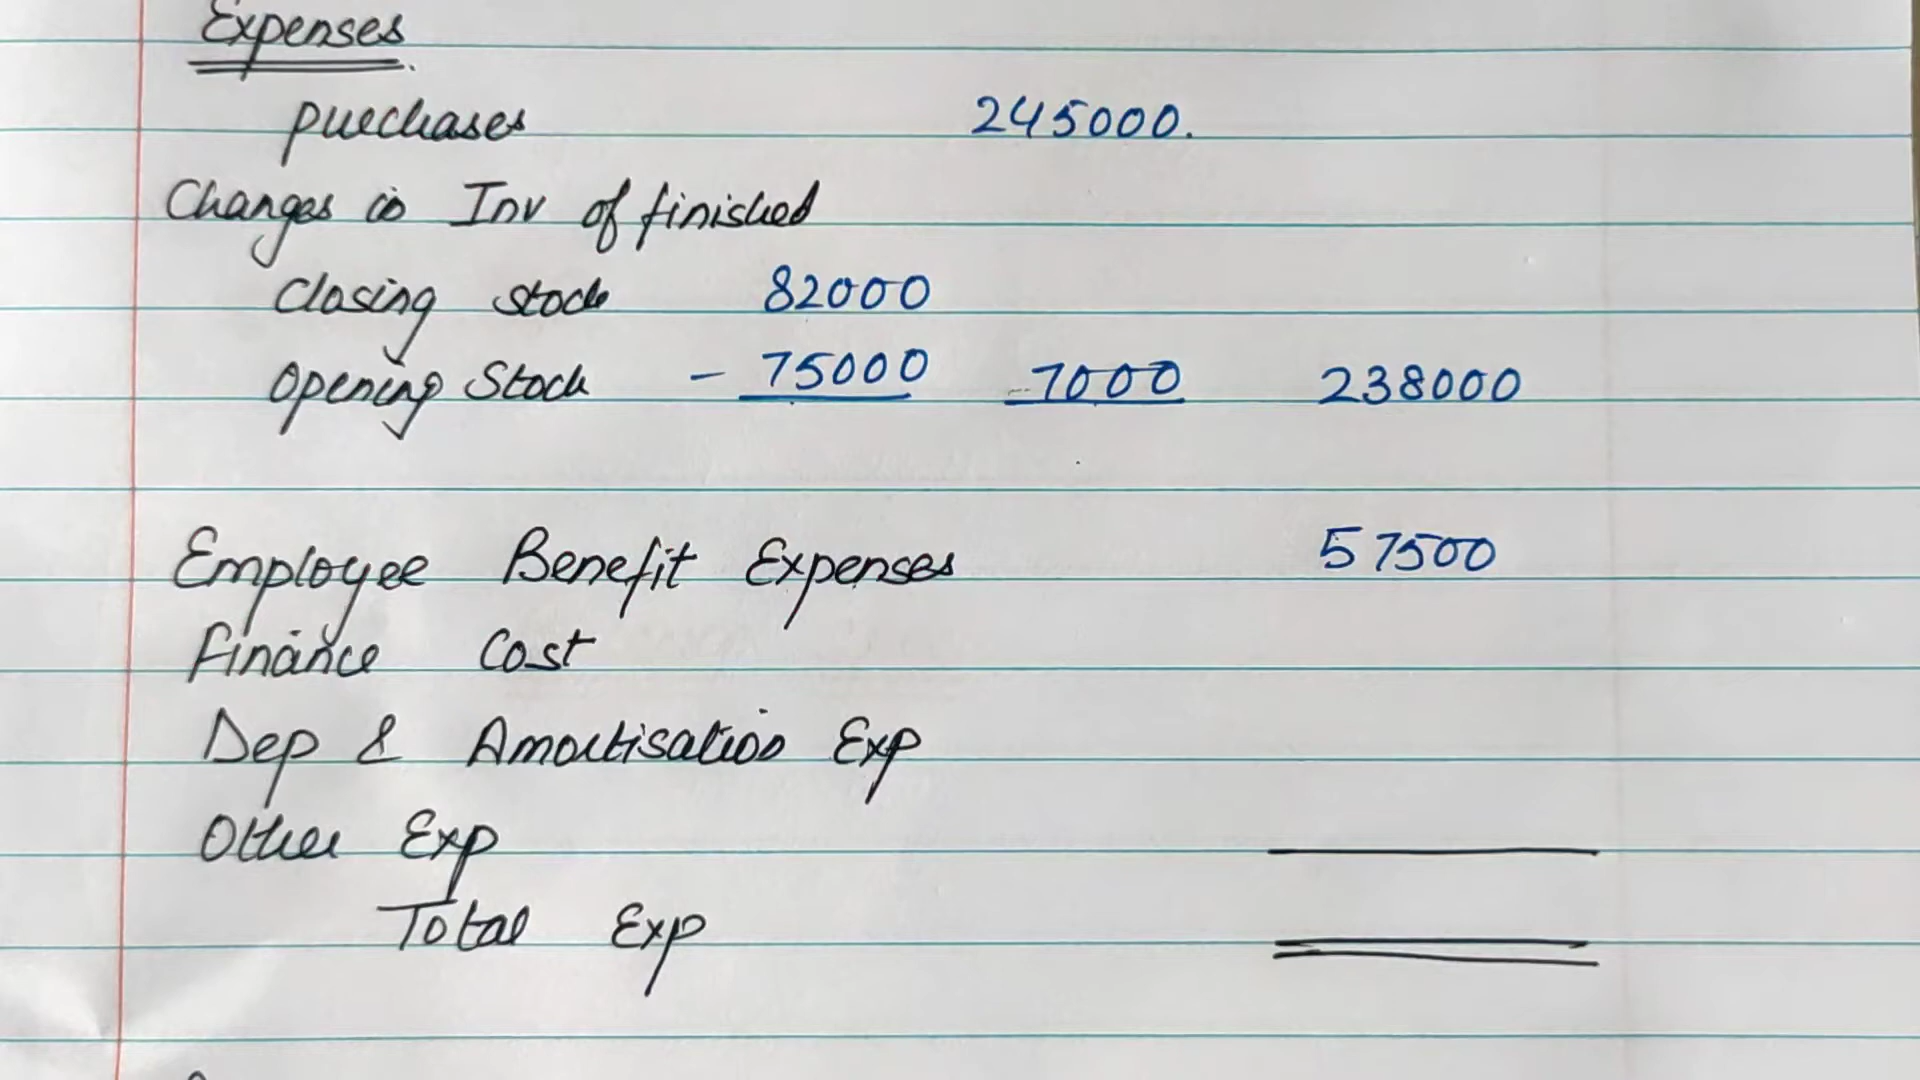 Expenses
purchases 245000.
Changes in Inv of finished
Closing stock 82000
Opening Stock - 75000 -7000 238000
Employee Benefit Expenses 57500
Finance Cost
Dep & Amortisation Exp
Other Exp
Total Exp